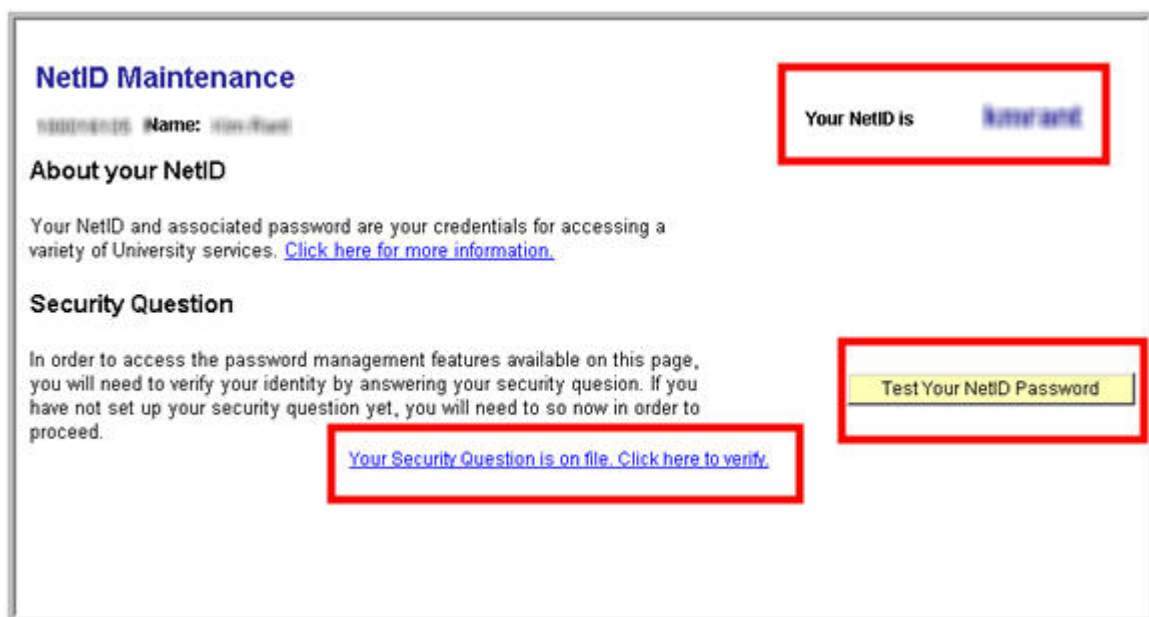 NetID Maintenance
Name:
Your NetID is
About your NetID
Your NetID and associated password are your credentials for accessing a
variety of University services. Click here for more information.
Security Question
In order to access the password management features available on this page,
you will need to verify your identity by answering your security quesion. If you
have not set up your security question yet, you will need to so now in order to
proceed.
Test Your NetID Password
Your Security Question is on file. Click here to verify.